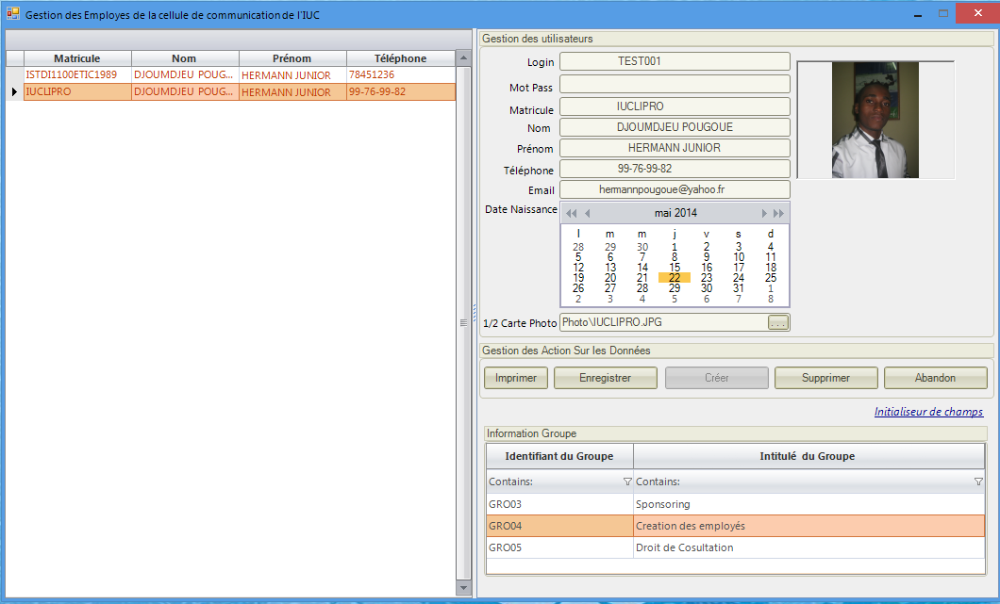 Gestion des Employes de la cellule de communication de l'IUC
Matricule Nom Prénom Téléphone
ISTDI1100ETIC1989 DJOUMDJEU POUG... HERMANN JUNIOR 78451236
IUCLIPRO DJOUMDJEU POUG... HERMANN JUNIOR 99-76-99-82
Gestion des utilisateurs
Login TEST001
Mot Pass
Matricule IUCLIPRO
Nom DJOUMDJEU POUGOUE
Prénom HERMANN JUNIOR
Téléphone 99-76-99-82
Email hermannpougoue@yahoo.fr
Date Naissance mai 2014
l m m j v s d
28 29 30 1 2 3 4
5 6 7 8 9 10 11
12 13 14 15 16 17 18
19 20 21 22 23 24 25
26 27 28 29 30 31 1
2 3 4 5 6 7 8
1/2 Carte Photo Photo\IUCLIPRO.JPG ...
Gestion des Action Sur les Données
Imprimer Enregistrer Créer Supprimer Abandon
Initialiseur de champs
Information Groupe
Identifiant du Groupe Intitulé du Groupe
Contains: Contains:
GRO03 Sponsoring
GRO04 Creation des employés
GRO05 Droit de Cosultation